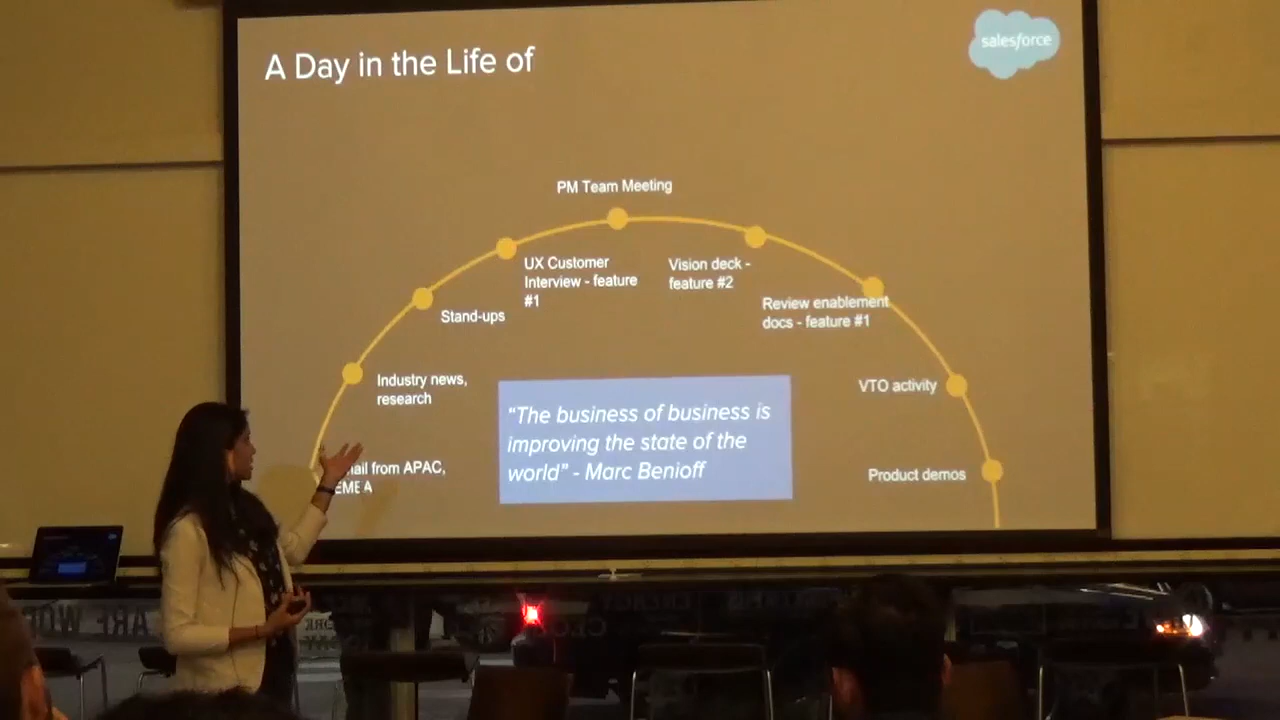 A Day in the Life of
salesforce
PM Team Meeting
UX Customer
Interview - feature
#1
Vision deck -
feature #2
Stand-ups
Review enablement
docs - feature #1
Industry news,
research
VTO activity
from APAC,
EMEA
Product demos
"The business of business is
improving the state of the
world" - Marc Benioff